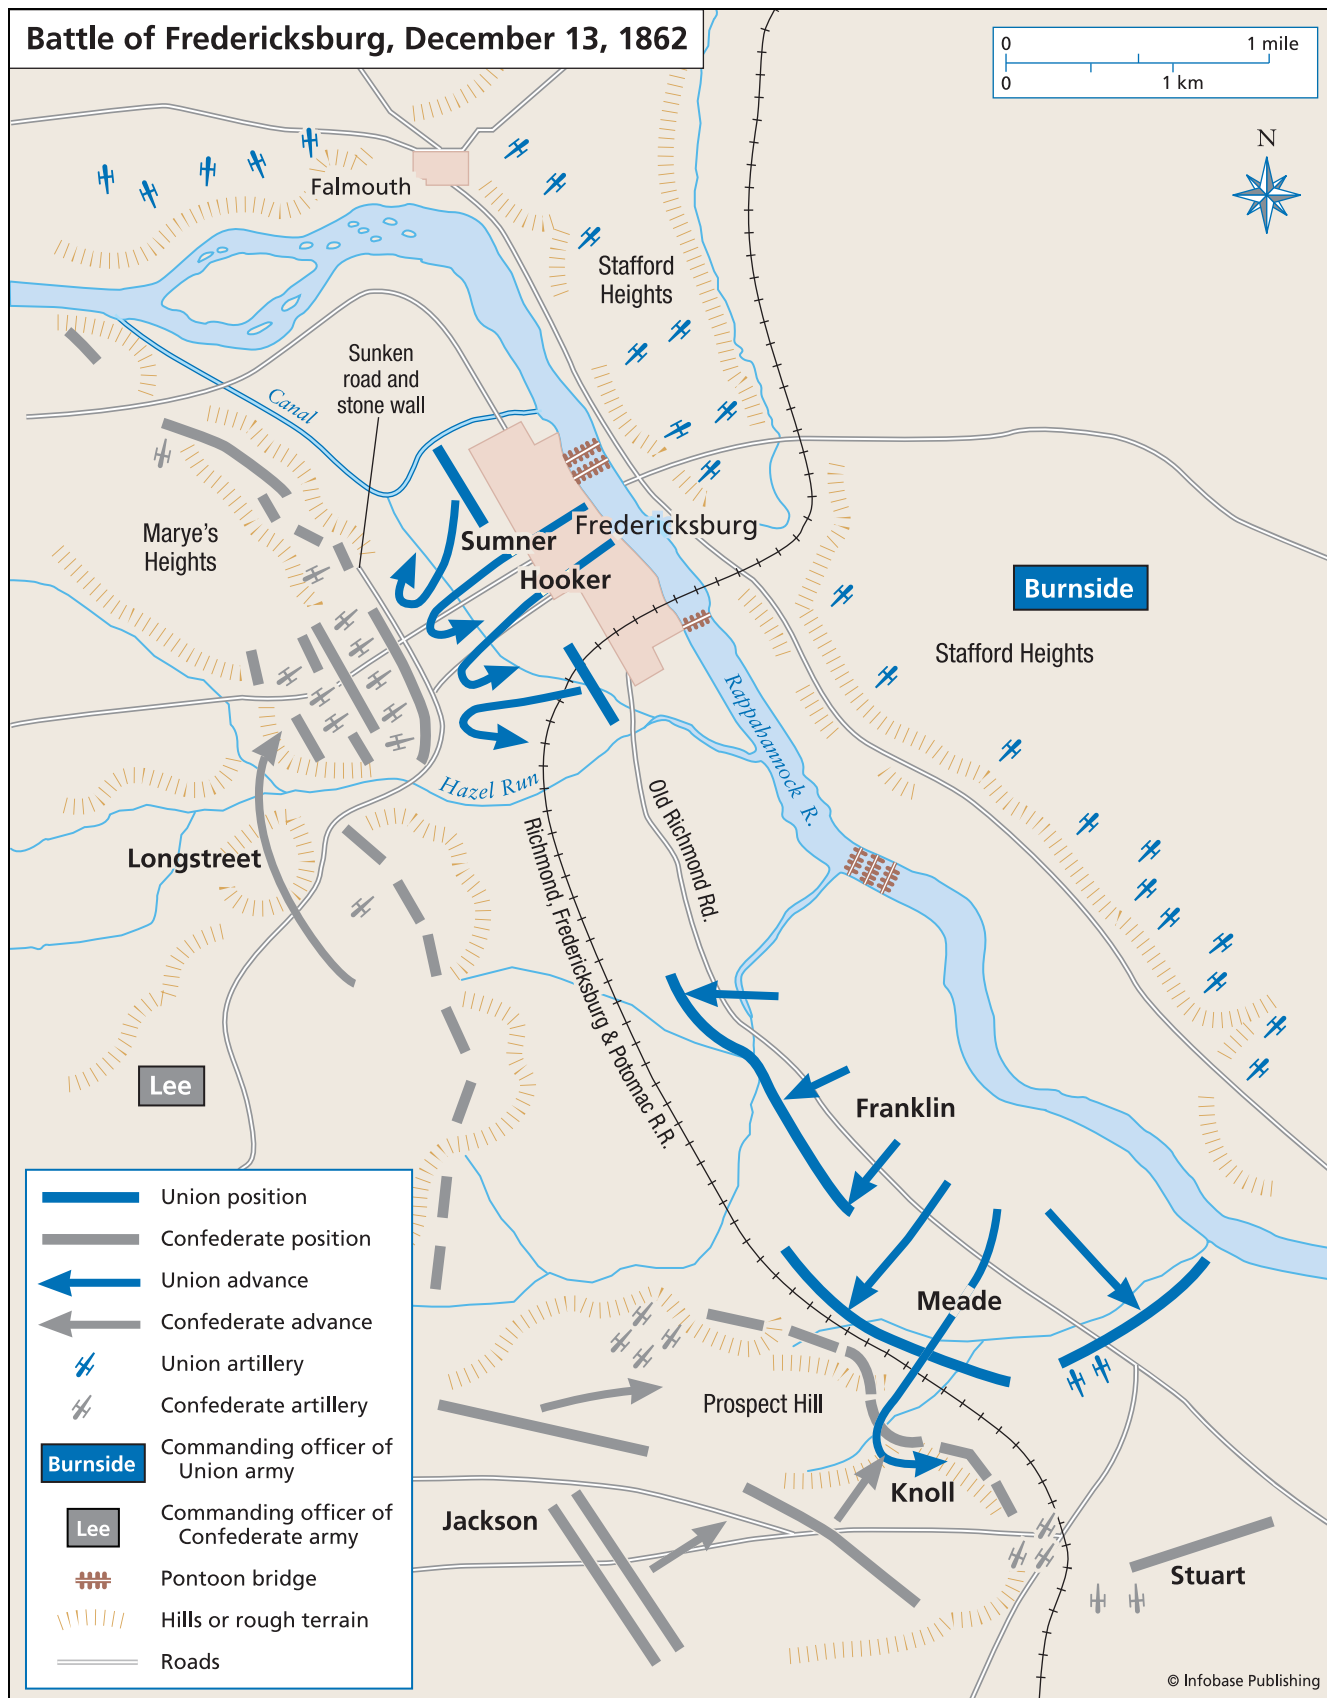 Battle of Fredericksburg, December 13, 1862
0 1 mile
0 1 km
N
Falmouth
Stafford
Heights
Sunken
road and
stone wall
Canal
Marye's
Heights
Sumner
Fredericksburg
Hooker
Burnside
Stafford Heights
Rappahannock R.
Hazel Run
Old Richmond Rd.
Richmond, Fredericksburg & Potomac R.R.
Longstreet
Lee
Franklin
Meade
Prospect Hill
Knoll
Jackson
Stuart
Union position
Confederate position
Union advance
Confederate advance
Union artillery
Confederate artillery
Burnside
Commanding officer of
Union army
Lee
Commanding officer of
Confederate army
Pontoon bridge
Hills or rough terrain
Roads
© Infobase Publishing